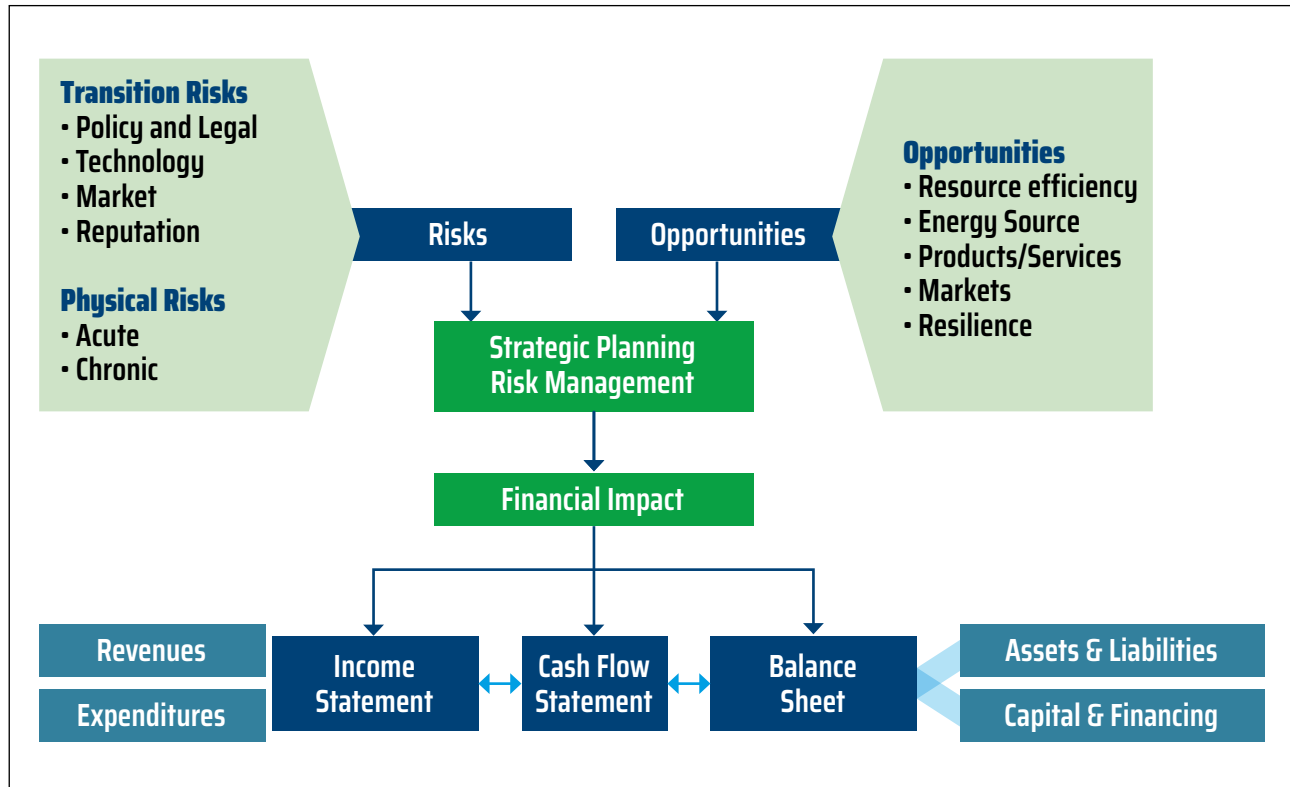 Transition Risks
• Policy and Legal
• Technology
• Market
• Reputation
Physical Risks
• Acute
• Chronic
Risks
Opportunities
Opportunities
• Resource efficiency
• Energy Source
• Products/Services
• Markets
• Resilience
Strategic Planning
Risk Management
Financial Impact
Revenues
Expenditures
Income
Statement
Cash Flow
Statement
Balance
Sheet
Assets & Liabilities
Capital & Financing